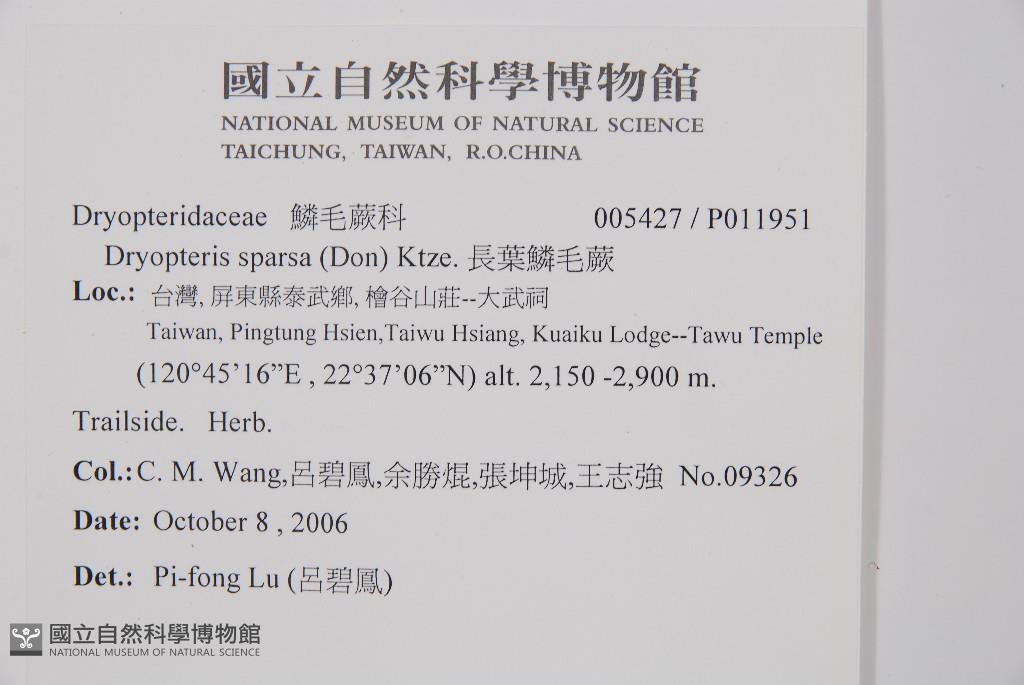 國立自然科學博物館
NATIONAL MUSEUM OF NATURAL SCIENCE
TAICHUNG, TAIWAN, R.O.CHINA
Dryopteridaceae 鱗毛蕨科 005427 / P011951
Dryopteris sparsa (Don) Ktze. 長葉鱗毛蕨
Loc.: 台灣, 屏東縣泰武鄉, 檜谷山莊--大武祠
Taiwan, Pingtung Hsien,Taiwu Hsiang, Kuaiku Lodge--Tawu Temple
(120°45’16”E , 22°37’06”N) alt. 2,150 -2,900 m.
Trailside. Herb.
Col.: C. M. Wang,呂碧鳳,余勝焜,張坤城,王志強 No.09326
Date: October 8 , 2006
Det.: Pi-fong Lu (呂碧鳳)
國立自然科學博物館
NATIONAL MUSEUM OF NATURAL SCIENCE